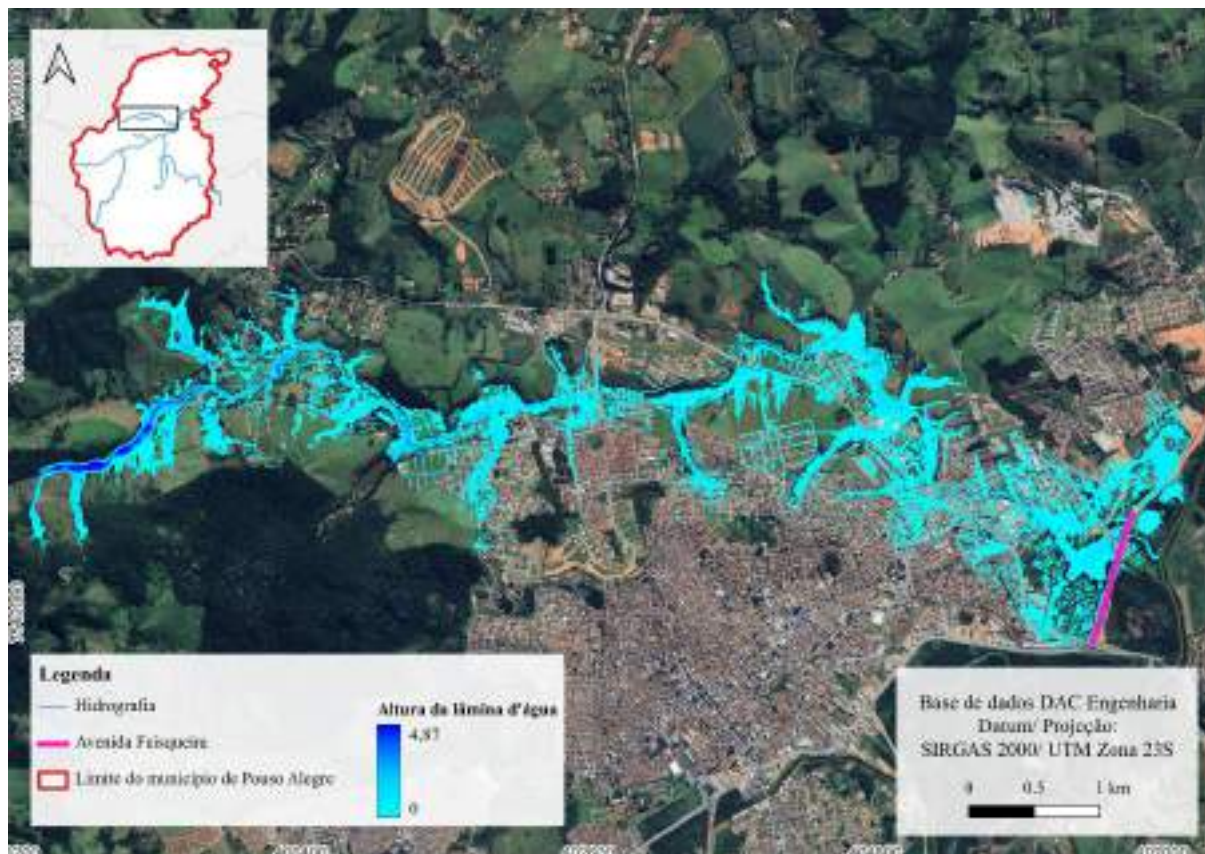 Legenda
Hidrografia
Avenida Faisqueira
Limite do município de Pouso Alegre
Altura da lâmina d'água
4,87
0
Base de dados DAC Engenharia
Datum/ Projeção:
SIRGAS 2000/ UTM Zona 23S
0 0.5 1 km